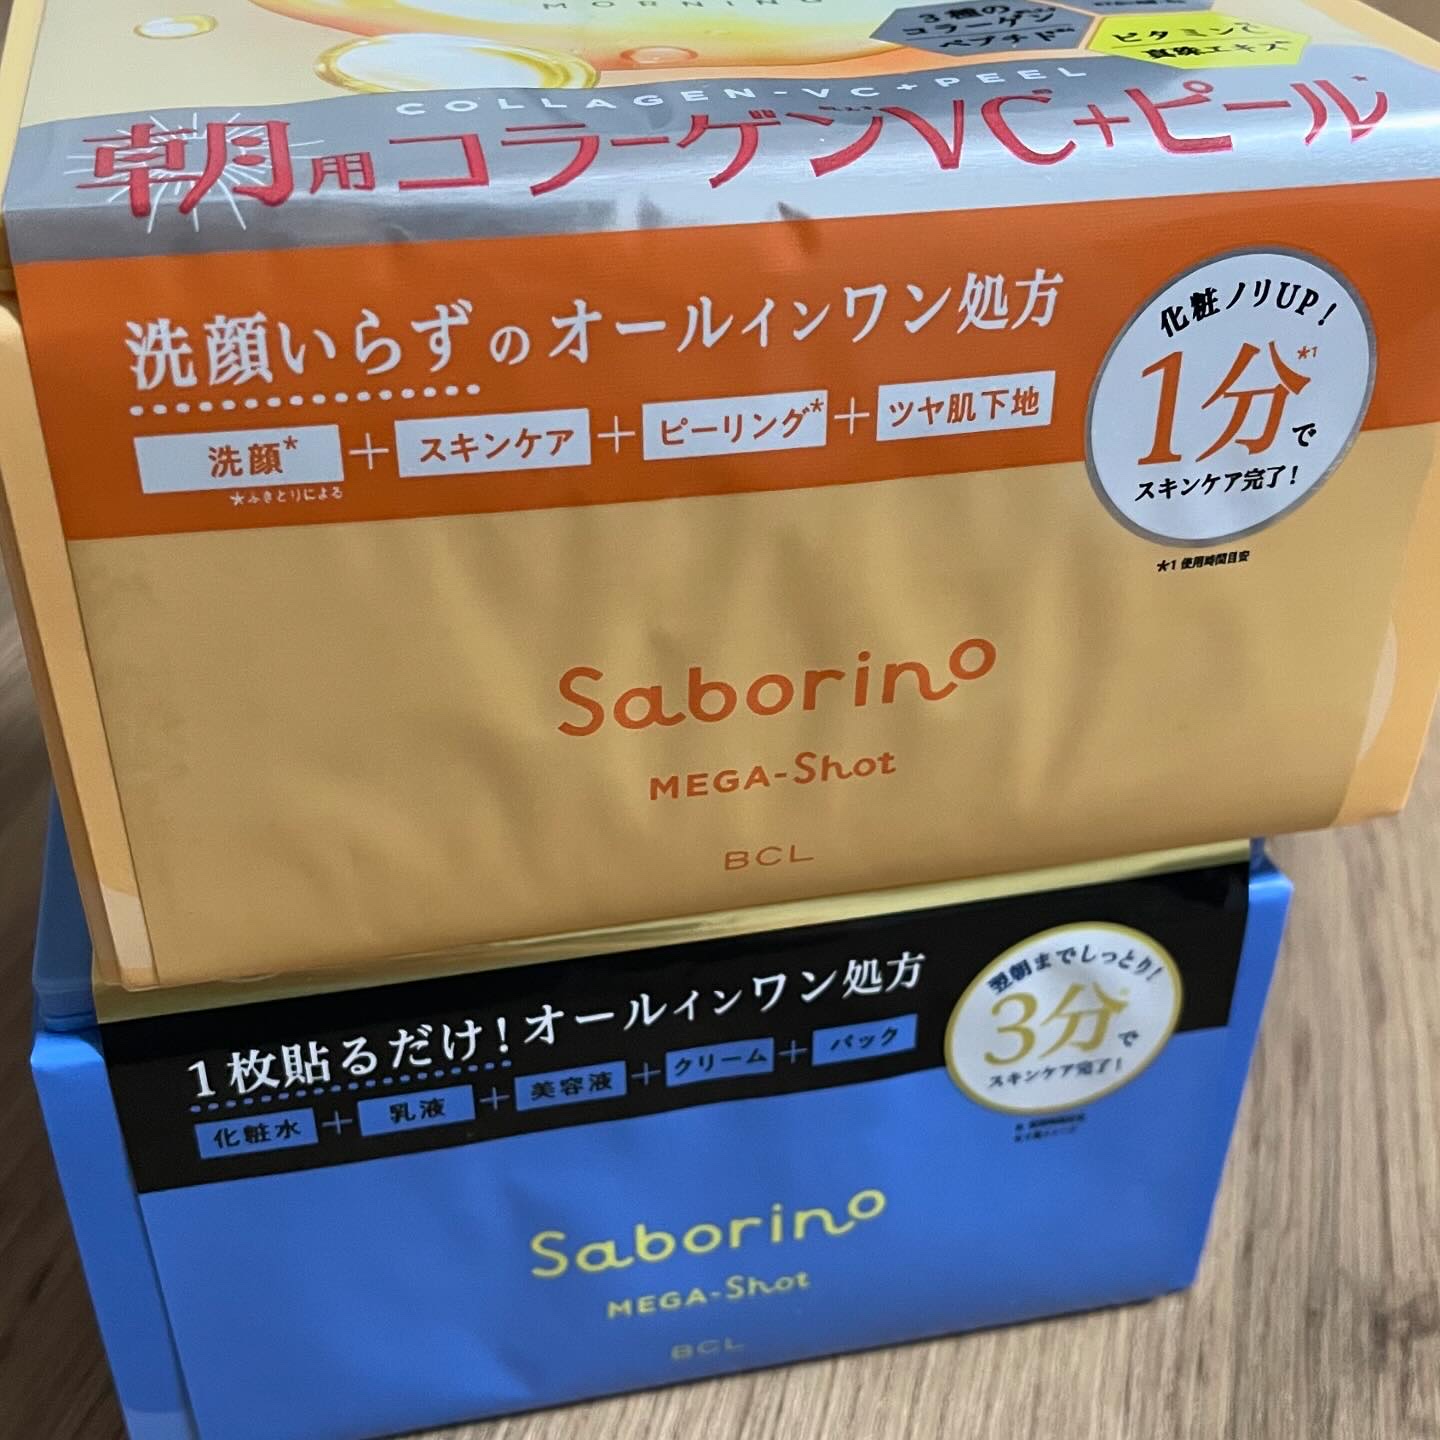 MORNING
3種の
コラーゲン
ペプチド
ビタミンC
真珠エキス
COLLAGEN-VC+PEEL
朝用コラーゲンVC+ピール*
洗顔いらずのオールインワン処方
洗顔* + スキンケア + ピーリング* + ツヤ肌下地
*ふきとりによる
化粧ノリUP!
1分*1で
スキンケア完了!
*1 使用時間目安
Saborino
MEGA-Shot
BCL
1枚貼るだけ!オールインワン処方
化粧水 + 乳液 + 美容液 + クリーム + パック
翌朝までしっとり!
3分*で
スキンケア完了!
Saborino
MEGA-Shot
BCL